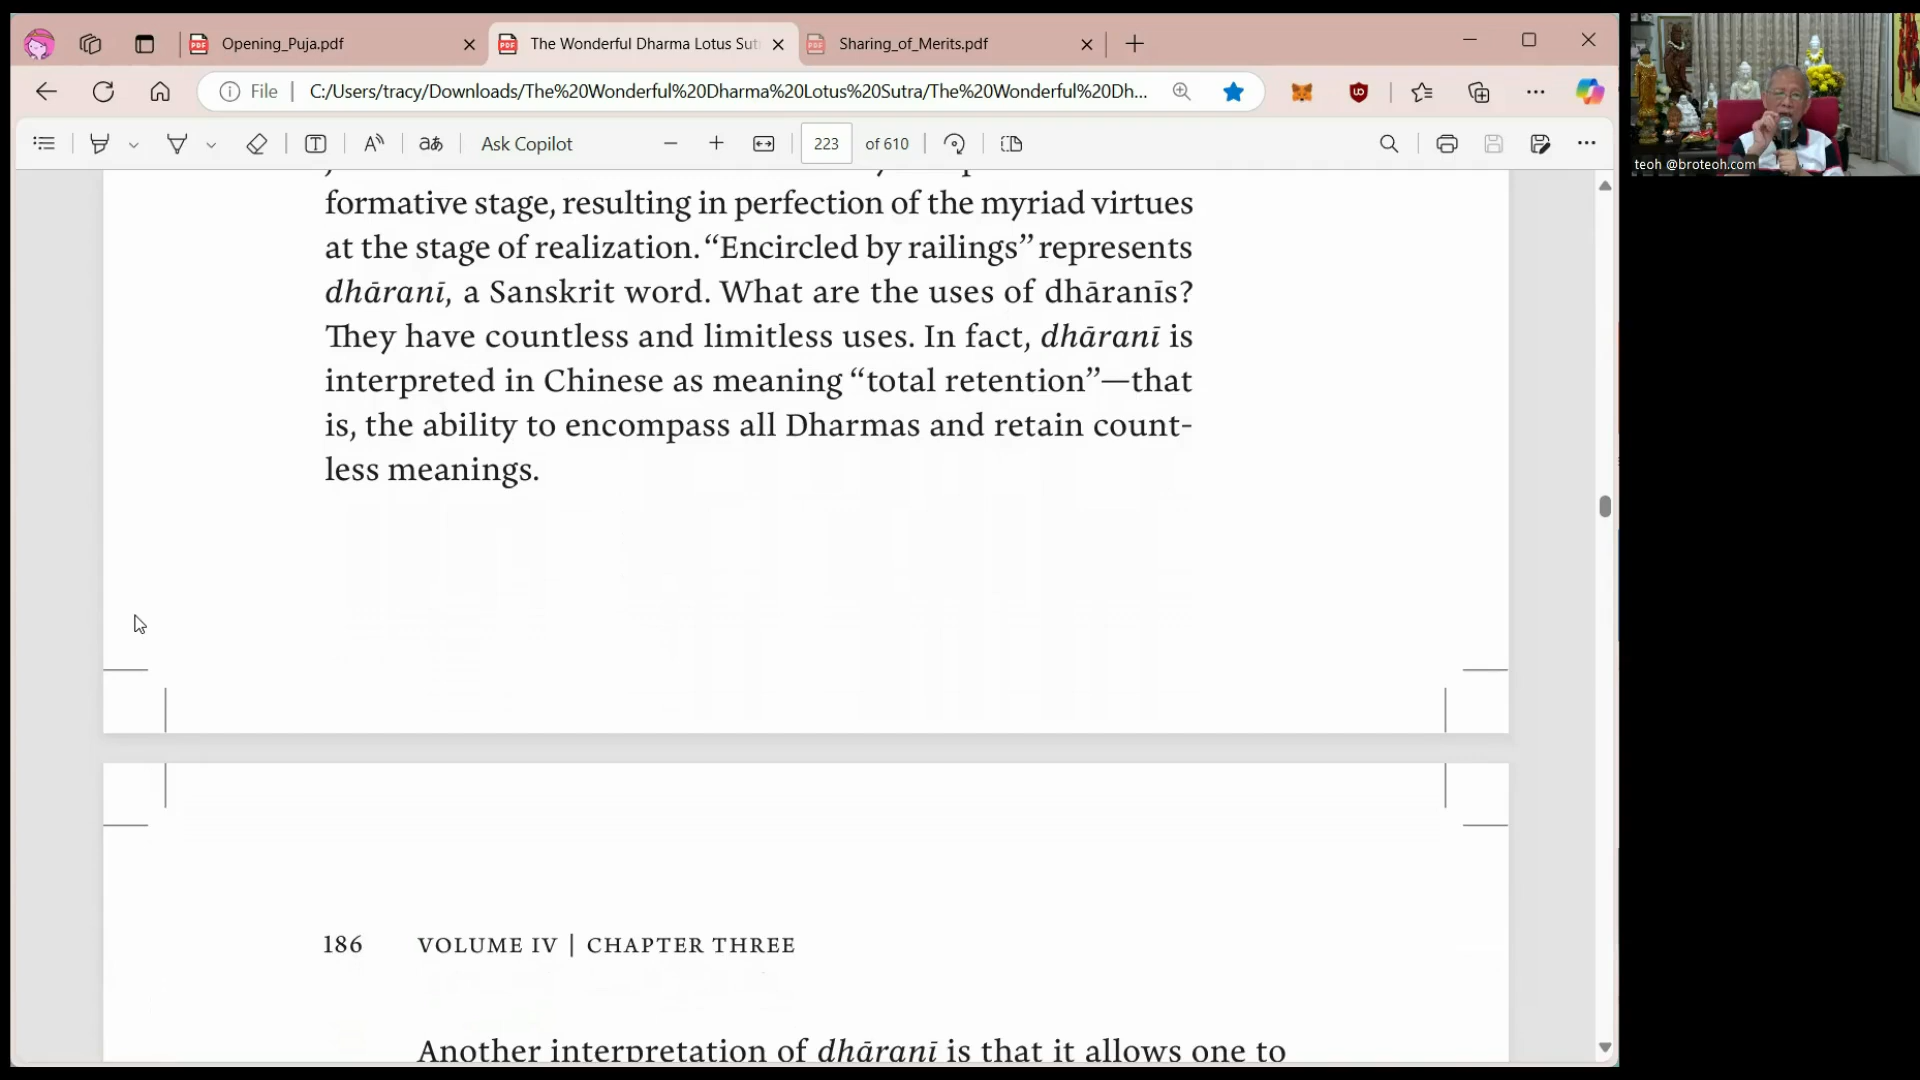 Opening_Puja.pdf
The Wonderful Dharma Lotus Sut
Sharing_of_Merits.pdf
File
C:/Users/tracy/Downloads/The%20Wonderful%20Dharma%20Lotus%20Sutra/The%20Wonderful%20Dh...
Ask Copilot
223 of 610
teoh @broteoh.com
formative stage, resulting in perfection of the myriad virtues
at the stage of realization. “Encircled by railings” represents
dhāranī, a Sanskrit word. What are the uses of dhāranīs?
They have countless and limitless uses. In fact, dhāranī is
interpreted in Chinese as meaning “total retention”—that
is, the ability to encompass all Dharmas and retain count-
less meanings.
186 VOLUME IV | CHAPTER THREE
Another interpretation of dhāranī is that it allows one to